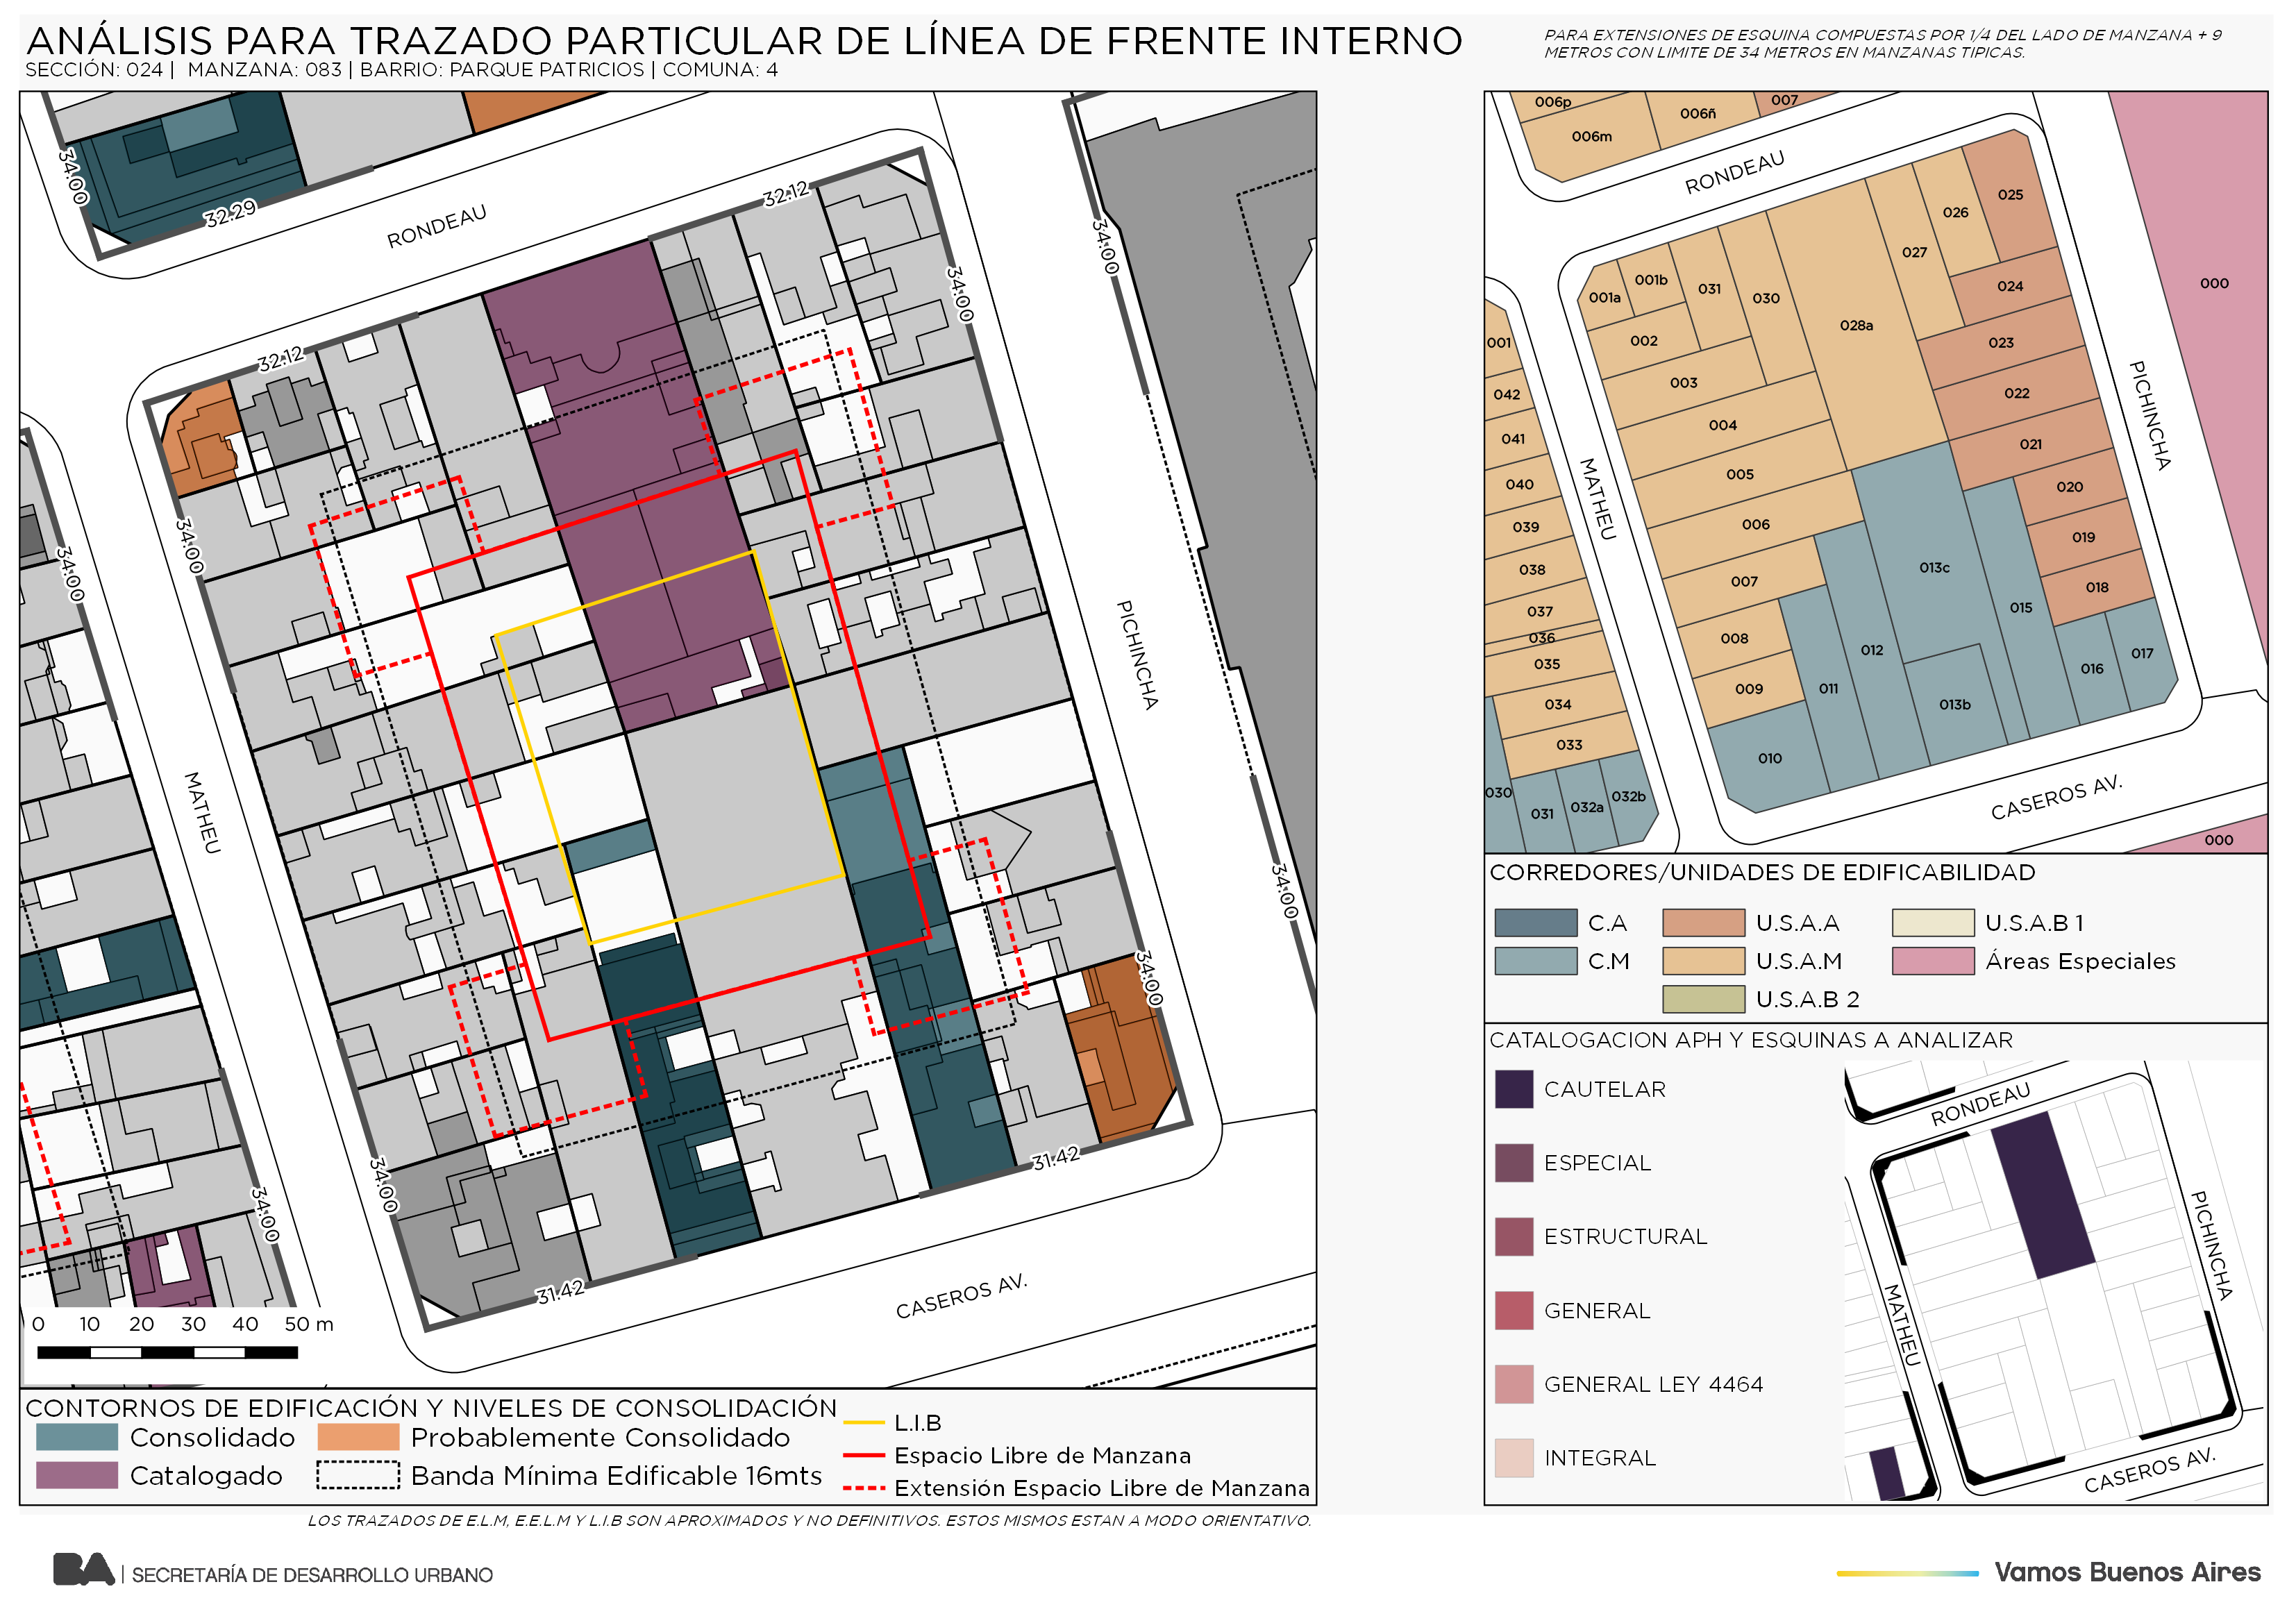 ANÁLISIS PARA TRAZADO PARTICULAR DE LÍNEA DE FRENTE INTERNO
SECCIÓN: 024 | MANZANA: 083 | BARRIO: PARQUE PATRICIOS | COMUNA: 4
PARA EXTENSIONES DE ESQUINA COMPUESTAS POR 1/4 DEL LADO DE MANZANA + 9
METROS CON LIMITE DE 34 METROS EN MANZANAS TIPICAS.
34.00
32.29
RONDEAU
32.12
34.00
34.00
32.12
34.00
34.00
MATHEU
PICHINCHA
34.00
34.00
34.00
34.00
31.42
31.42
CASEROS AV.
0 10 20 30 40 50 m
CONTORNOS DE EDIFICACIÓN Y NIVELES DE CONSOLIDACIÓN
Consolidado
Probablemente Consolidado
Catalogado
Banda Mínima Edificable 16mts
L.I.B
Espacio Libre de Manzana
Extensión Espacio Libre de Manzana
LOS TRAZADOS DE E.L.M, E.E.L.M Y L.I.B SON APROXIMADOS Y NO DEFINITIVOS. ESTOS MISMOS ESTAN A MODO ORIENTATIVO.
006p
006m
006ñ
007
RONDEAU
025
026
027
001b
001a
031
030
028a
024
000
002
003
023
022
004
021
005
020
006
019
007
013c
018
015
008
012
016
017
009
011
013b
010
001
042
041
040
039
038
037
036
035
034
033
030
031
032a
032b
MATHEU
PICHINCHA
CASEROS AV.
000
CORREDORES/UNIDADES DE EDIFICABILIDAD
C.A
U.S.A.A
U.S.A.B 1
C.M
U.S.A.M
Áreas Especiales
U.S.A.B 2
CATALOGACION APH Y ESQUINAS A ANALIZAR
CAUTELAR
ESPECIAL
ESTRUCTURAL
GENERAL
GENERAL LEY 4464
INTEGRAL
RONDEAU
PICHINCHA
MATHEU
CASEROS AV.
BA | SECRETARÍA DE DESARROLLO URBANO
Vamos Buenos Aires